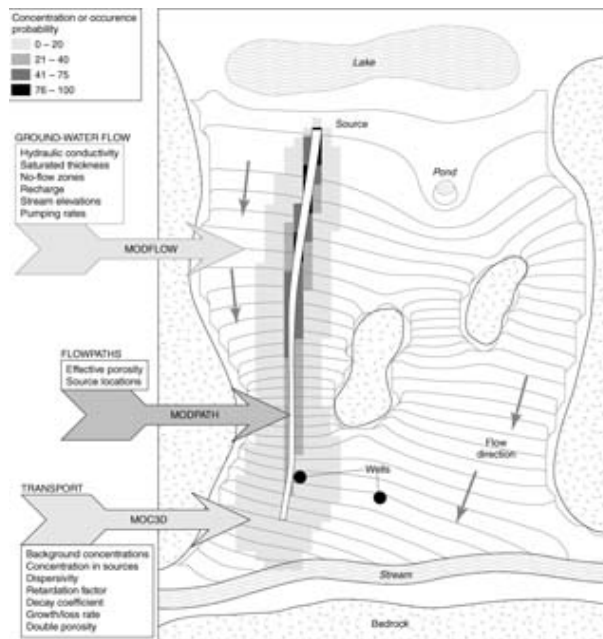 Concentration or occurence
probability
0 – 20
21 – 40
41 – 75
76 – 100
Lake
Source
GROUND-WATER FLOW
Hydraulic conductivity
Saturated thickness
No-flow zones
Recharge
Stream elevations
Pumping rates
Pond
MODFLOW
FLOWPATHS
Effective porosity
Source locations
MODPATH
Flow
direction
Wells
TRANSPORT
MOC3D
Background concentrations
Concentration in sources
Dispersivity
Retardation factor
Decay coefficient
Growth/loss rate
Double porosity
Stream
Bedrock